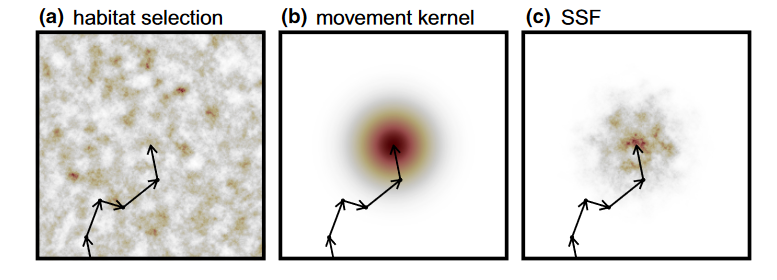 (a) habitat selection
(b) movement kernel
(c) SSF